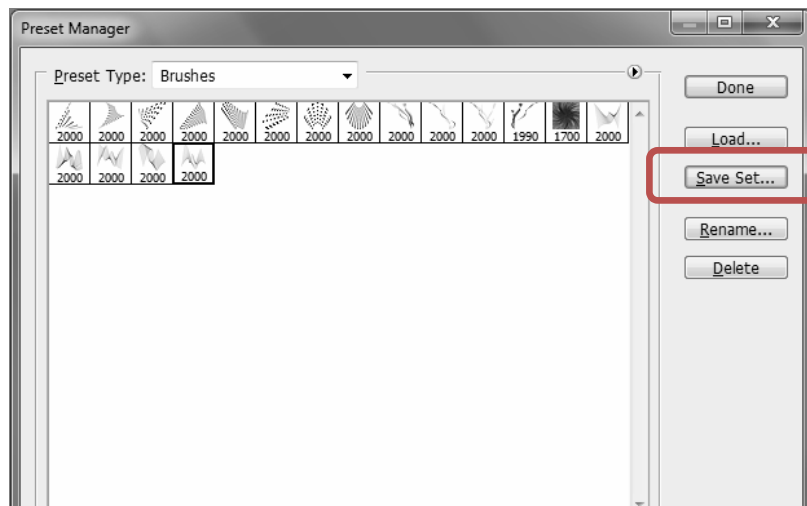 Preset Manager
Preset Type: Brushes
Done
2000 2000 2000 2000 2000 2000 2000 2000 2000 2000 2000 1990 1700 2000
Load...
2000 2000 2000 2000
Save Set...
Rename...
Delete